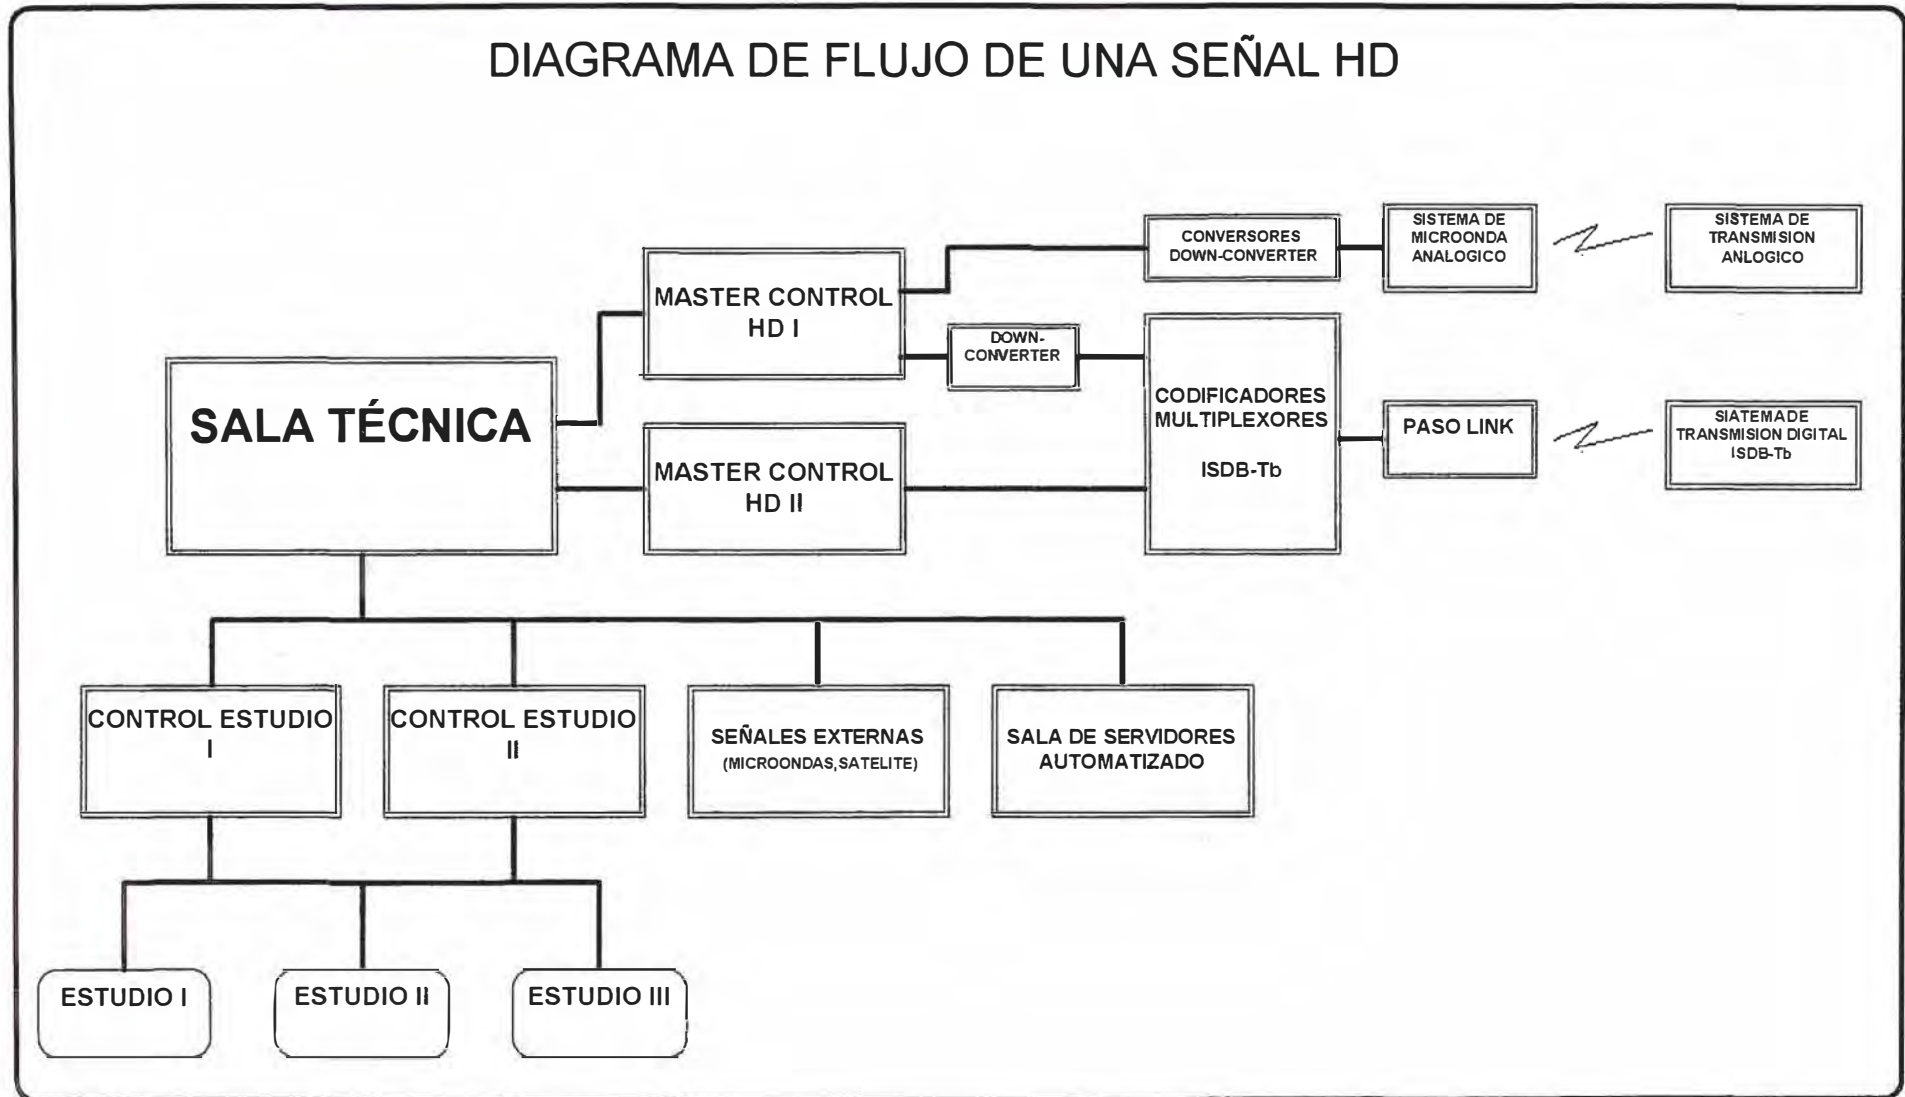 DIAGRAMA DE FLUJO DE UNA SEÑAL HD
SISTEMA DE
MICROONDA
ANALOGICO
SISTEMA DE
TRANSMISION
ANLOGICO
CONVERSORES
DOWN-CONVERTER
MASTER CONTROL
HD I
DOWN-
CONVERTER
SALA TÉCNICA
CODIFICADORES
MULTIPLEXORES
ISDB-Tb
PASO LINK
SIATEMA DE
TRANSMISION DIGITAL
ISDB-Tb
MASTER CONTROL
HD II
CONTROL ESTUDIO
I
CONTROL ESTUDIO
II
SEÑALES EXTERNAS
(MICROONDAS,SATELITE)
SALA DE SERVIDORES
AUTOMATIZADO
ESTUDIO I
ESTUDIO II
ESTUDIO III